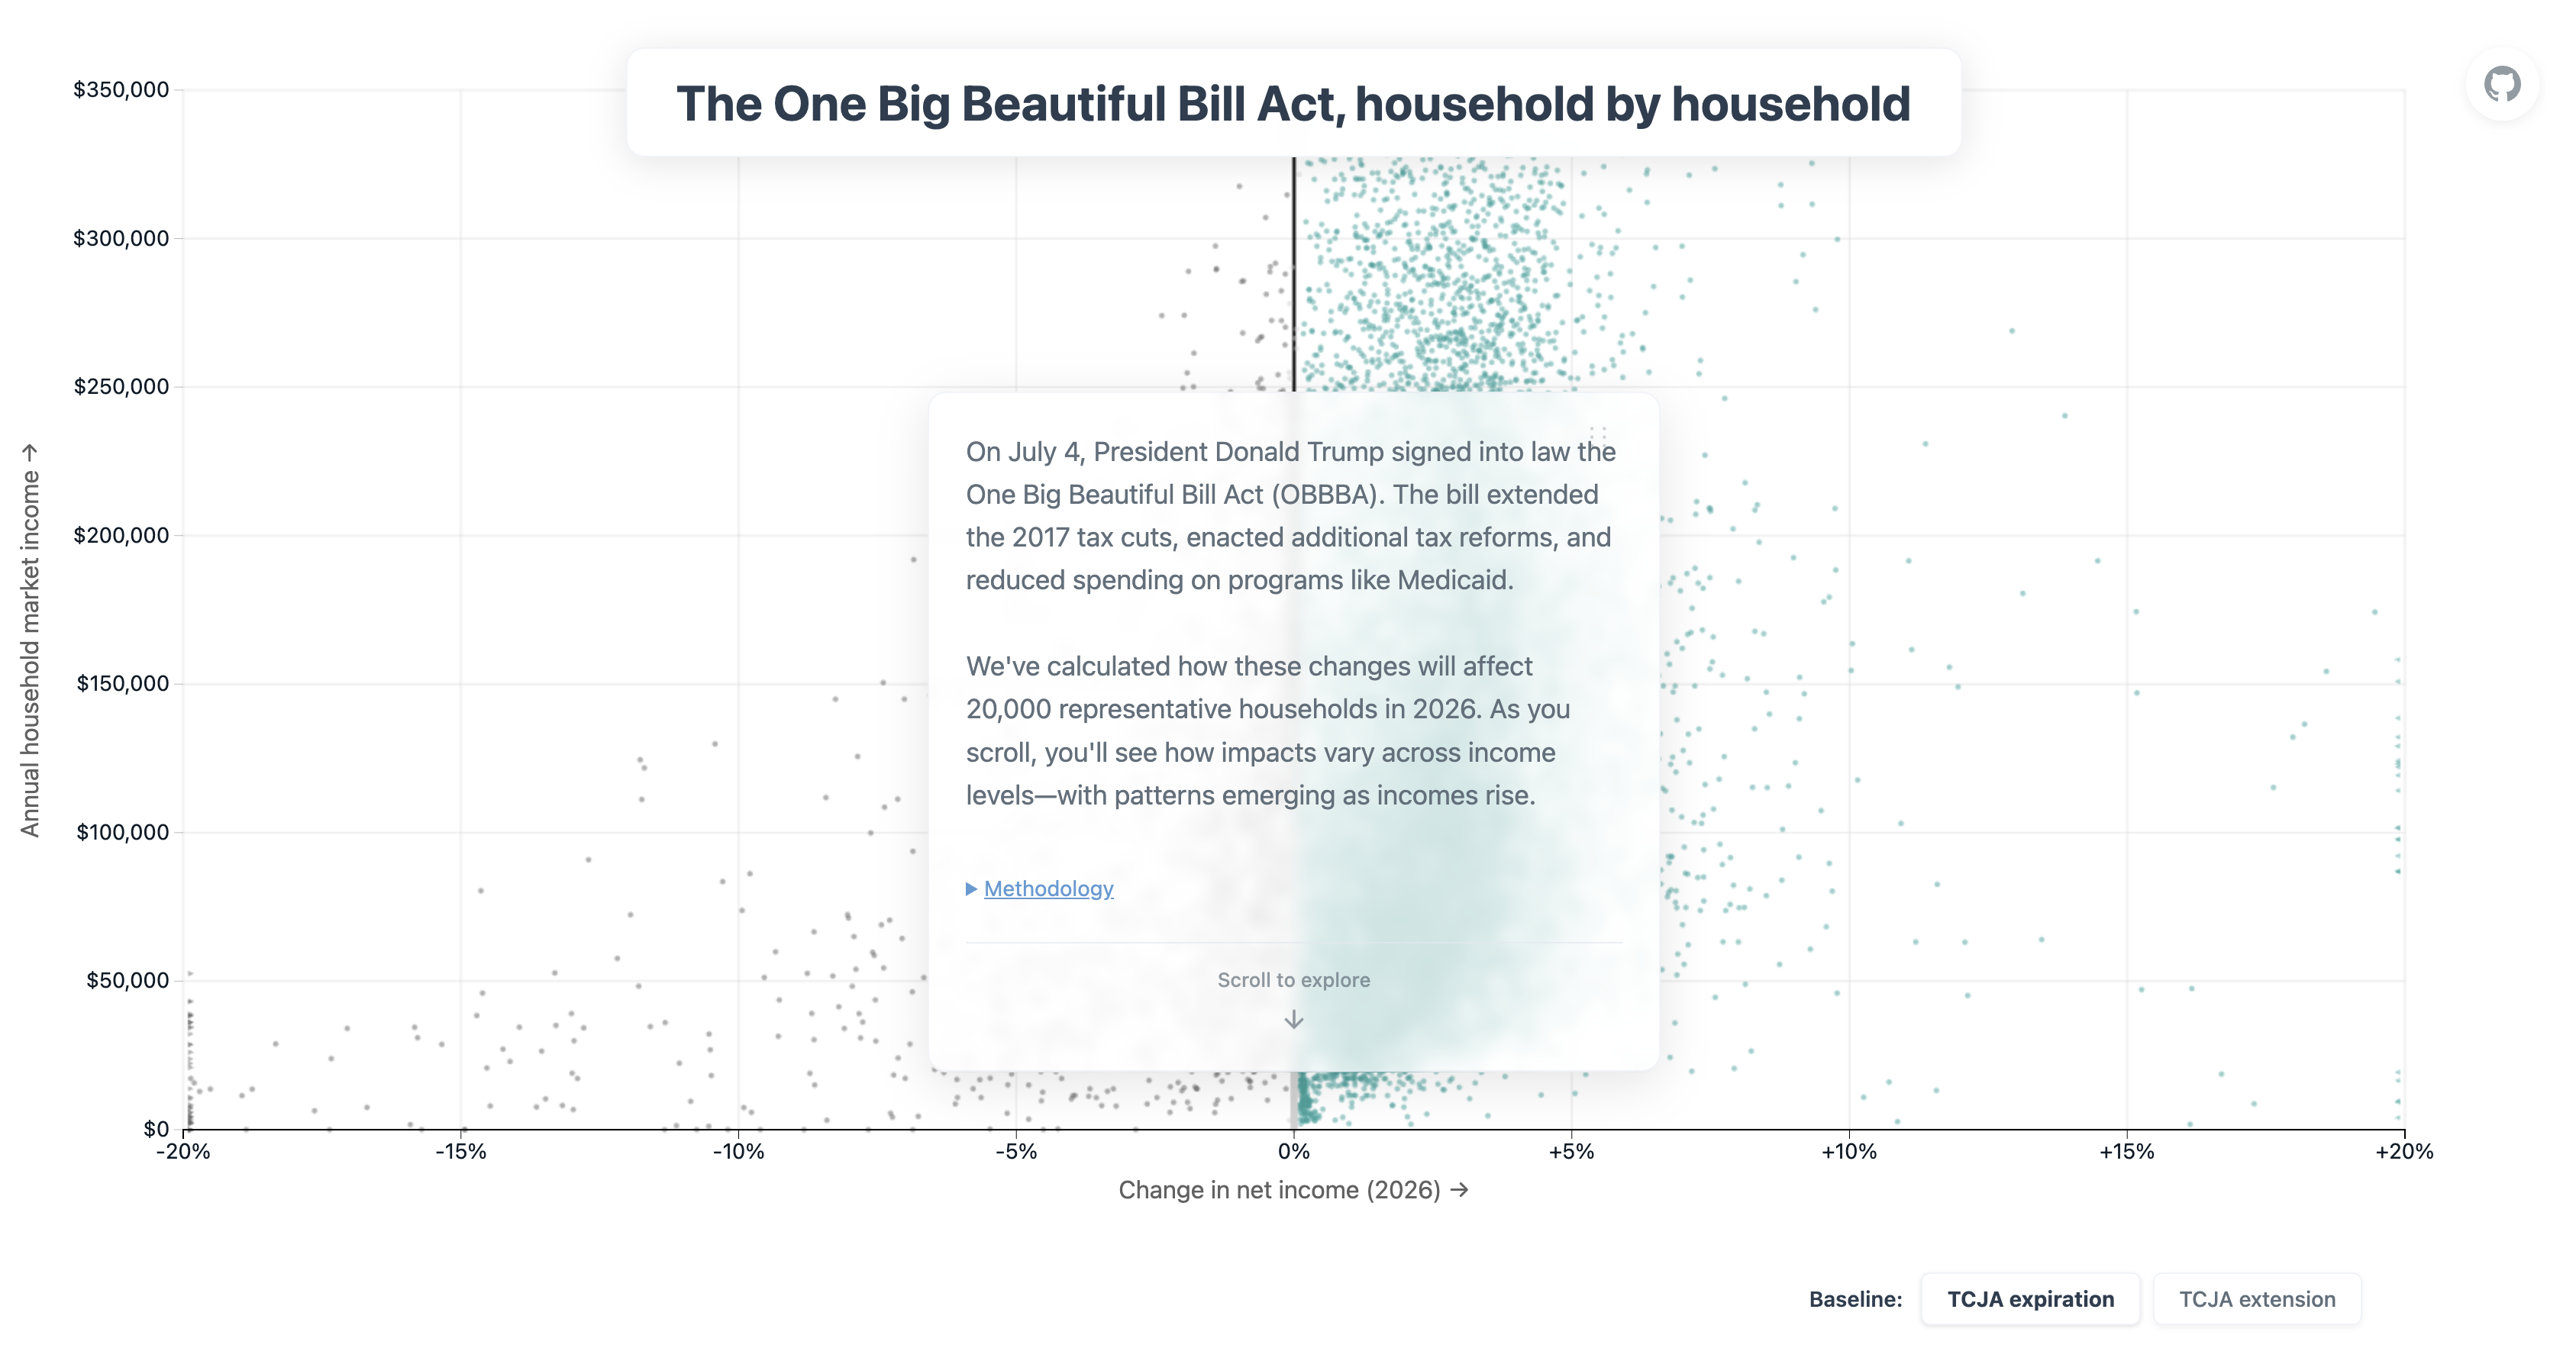 The One Big Beautiful Bill Act, household by household
$350,000
$300,000
$250,000
$200,000
$150,000
$100,000
$50,000
$0
Annual household market income →
On July 4, President Donald Trump signed into law the
One Big Beautiful Bill Act (OBBBA). The bill extended
the 2017 tax cuts, enacted additional tax reforms, and
reduced spending on programs like Medicaid.
We've calculated how these changes will affect
20,000 representative households in 2026. As you
scroll, you'll see how impacts vary across income
levels—with patterns emerging as incomes rise.
▶ Methodology
Scroll to explore
↓
-20% -15% -10% -5% 0% +5% +10% +15% +20%
Change in net income (2026) →
Baseline: TCJA expiration TCJA extension